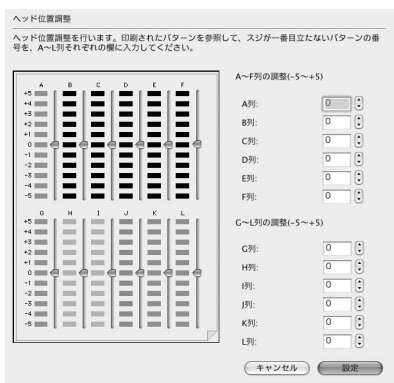 ヘッド位置調整
ヘッド位置調整を行います。印刷されたパターンを参照して、スジが一番目立たないパターンの番
号を、A〜L列それぞれの欄に入力してください。
A B C D E F
+5
+4
+3
+2
+1
0
-1
-2
-3
-4
-5
G H I J K L
+5
+4
+3
+2
+1
0
-1
-2
-3
-4
-5
A〜F列の調整(-5〜+5)
A列: 0
B列: 0
C列: 0
D列: 0
E列: 0
F列: 0
G〜L列の調整(-5〜+5)
G列: 0
H列: 0
I列: 0
J列: 0
K列: 0
L列: 0
キャンセル 設定